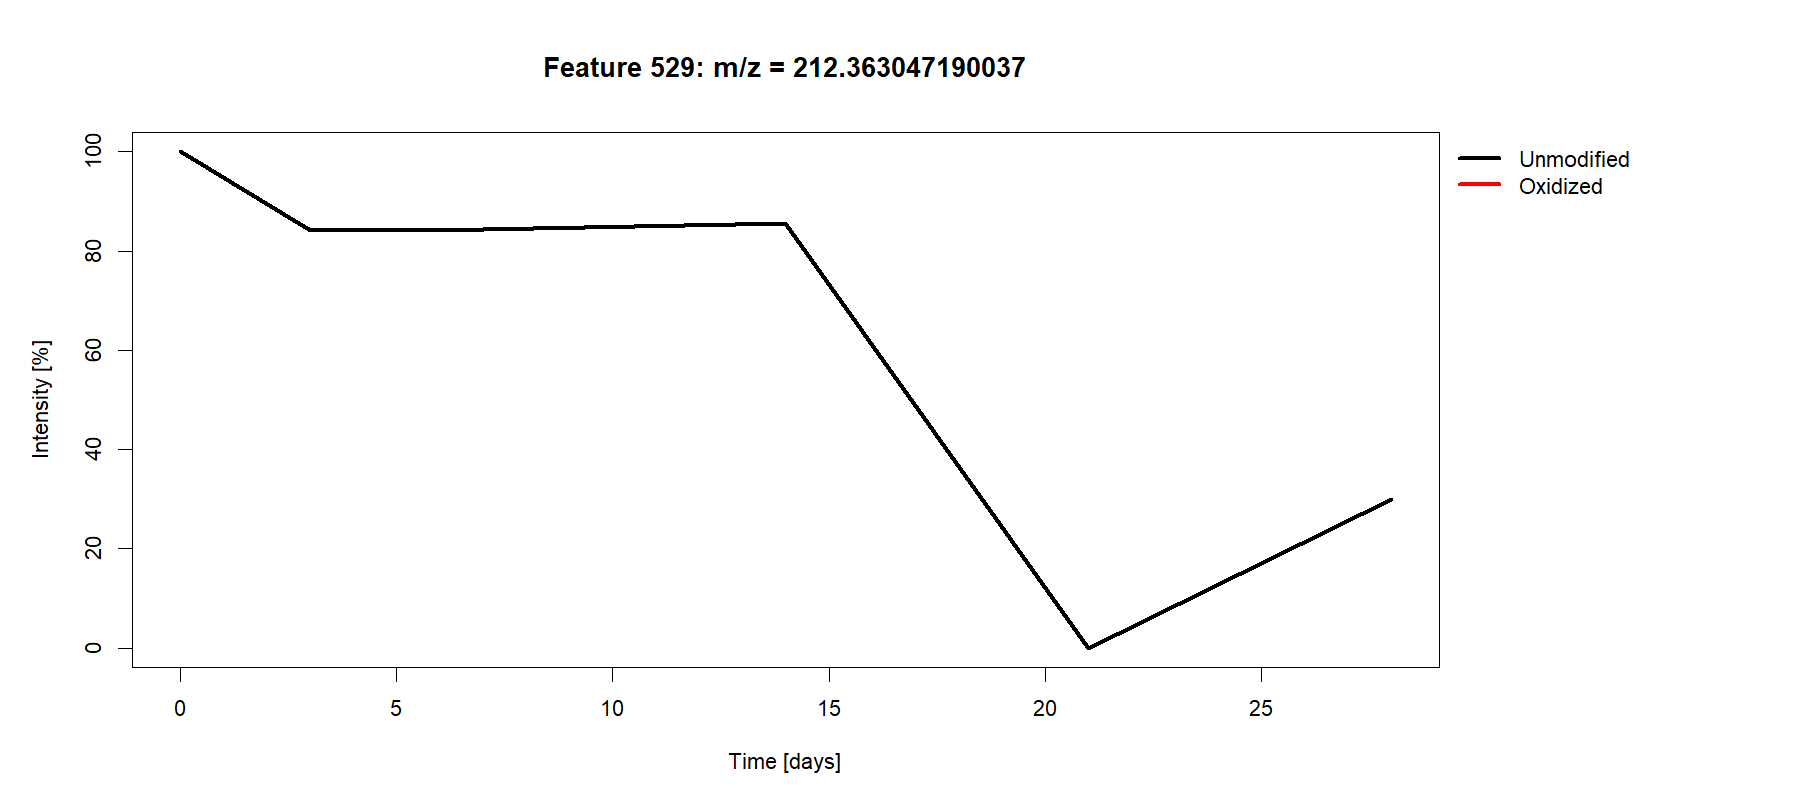 Feature 529: m/z = 212.363047190037
Unmodified
Oxidized
Intensity [%]
100
80
60
40
20
0
0 5 10 15 20 25
Time [days]